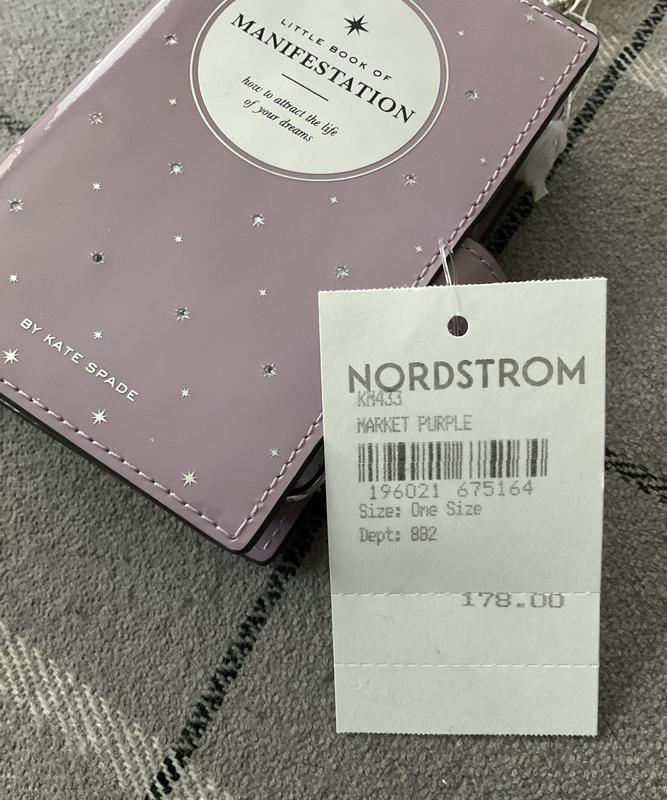 LITTLE BOOK OF
MANIFESTATION
how to attract the life
of your dreams
BY KATE SPADE
NORDSTROM
KH433
MARKET PURPLE
196021 675164
Size: One Size
Dept: 882
178.00